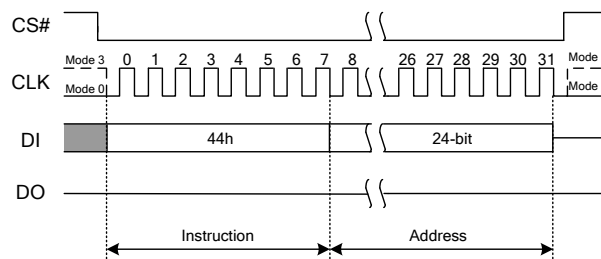 CS#
Mode 3 0 1 2 3 4 5 6 7 8 26 27 28 29 30 31 Mode
CLK
Mode 0 Mode
DI 44h 24-bit
DO
Instruction Address